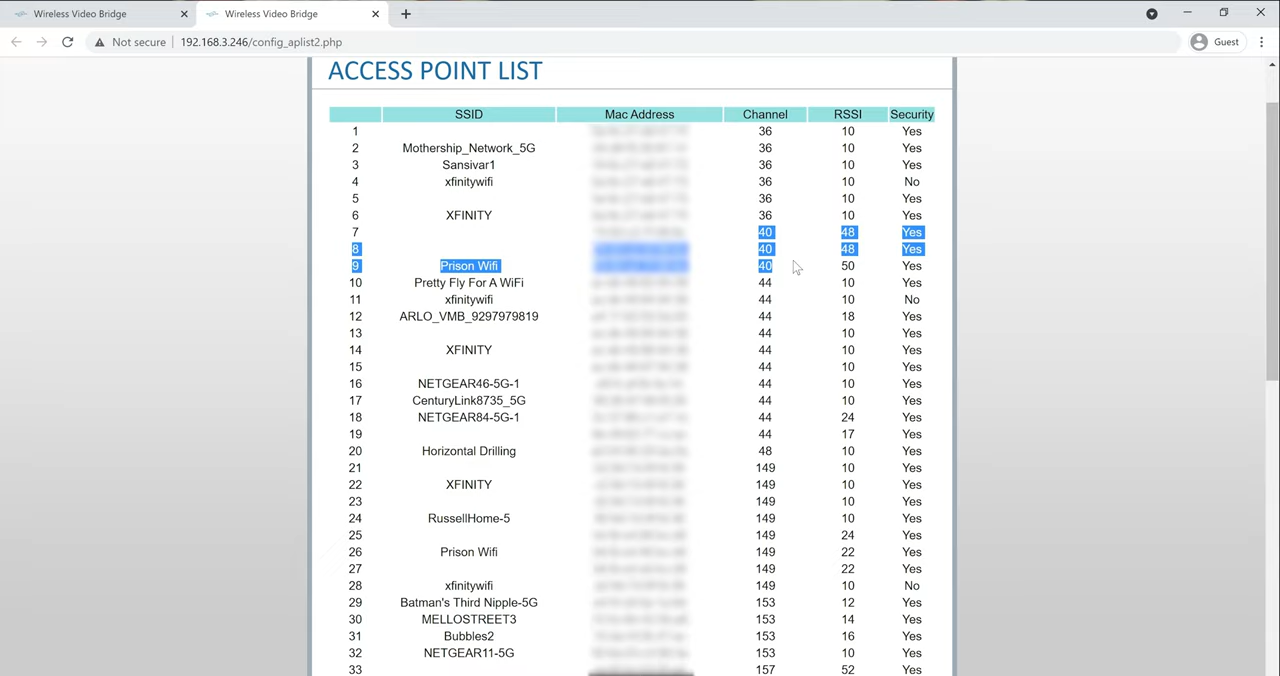 Wireless Video Bridge
Wireless Video Bridge
Not secure 192.168.3.246/config_aplist2.php Guest
ACCESS POINT LIST
SSID Mac Address Channel RSSI Security
1 36 10 Yes
2 Mothership_Network_5G 36 10 Yes
3 Sansivar1 36 10 Yes
4 xfinitywifi 36 10 No
5 36 10 Yes
6 XFINITY 36 10 Yes
7 40 48 Yes
8 40 48 Yes
9 Prison Wifi 40 50 Yes
10 Pretty Fly For A WiFi 44 10 Yes
11 xfinitywifi 44 10 No
12 ARLO_VMB_9297979819 44 18 Yes
13 44 10 Yes
14 XFINITY 44 10 Yes
15 44 10 Yes
16 NETGEAR46-5G-1 44 10 Yes
17 CenturyLink8735_5G 44 10 Yes
18 NETGEAR84-5G-1 44 24 Yes
19 44 17 Yes
20 Horizontal Drilling 48 10 Yes
21 149 10 Yes
22 XFINITY 149 10 Yes
23 149 10 Yes
24 RussellHome-5 149 10 Yes
25 149 24 Yes
26 Prison Wifi 149 22 Yes
27 149 22 Yes
28 xfinitywifi 149 10 No
29 Batman's Third Nipple-5G 153 12 Yes
30 MELLOSTREET3 153 14 Yes
31 Bubbles2 153 16 Yes
32 NETGEAR11-5G 153 10 Yes
33 157 52 Yes